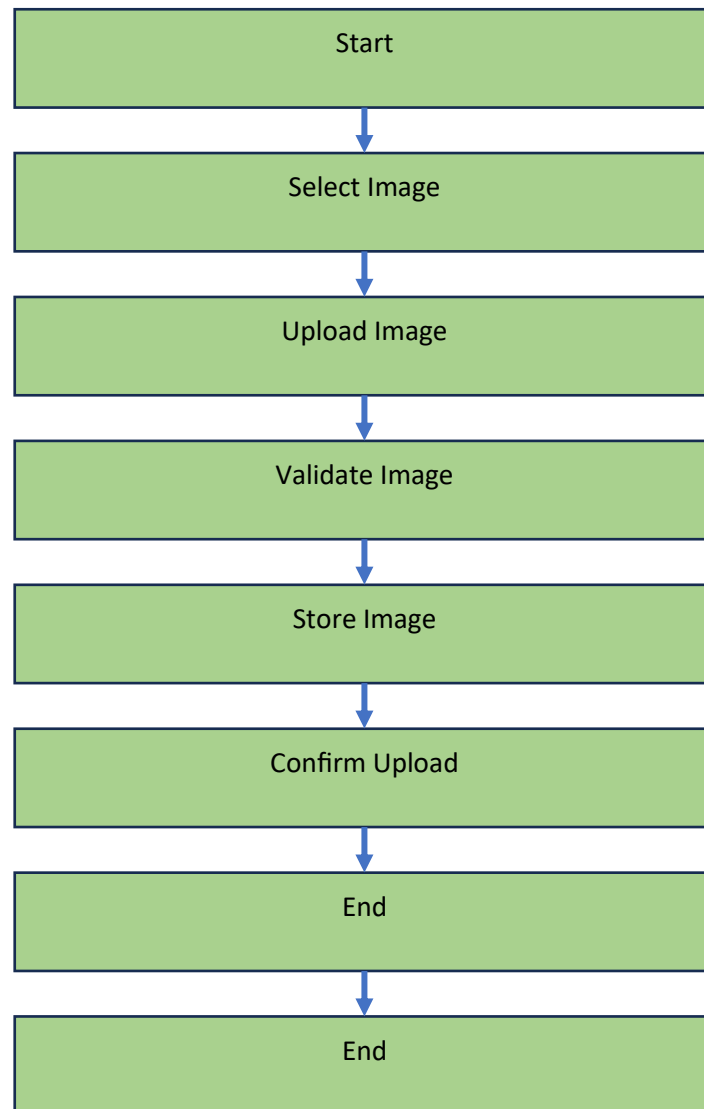 Start
Select Image
Upload Image
Validate Image
Store Image
Confirm Upload
End
End